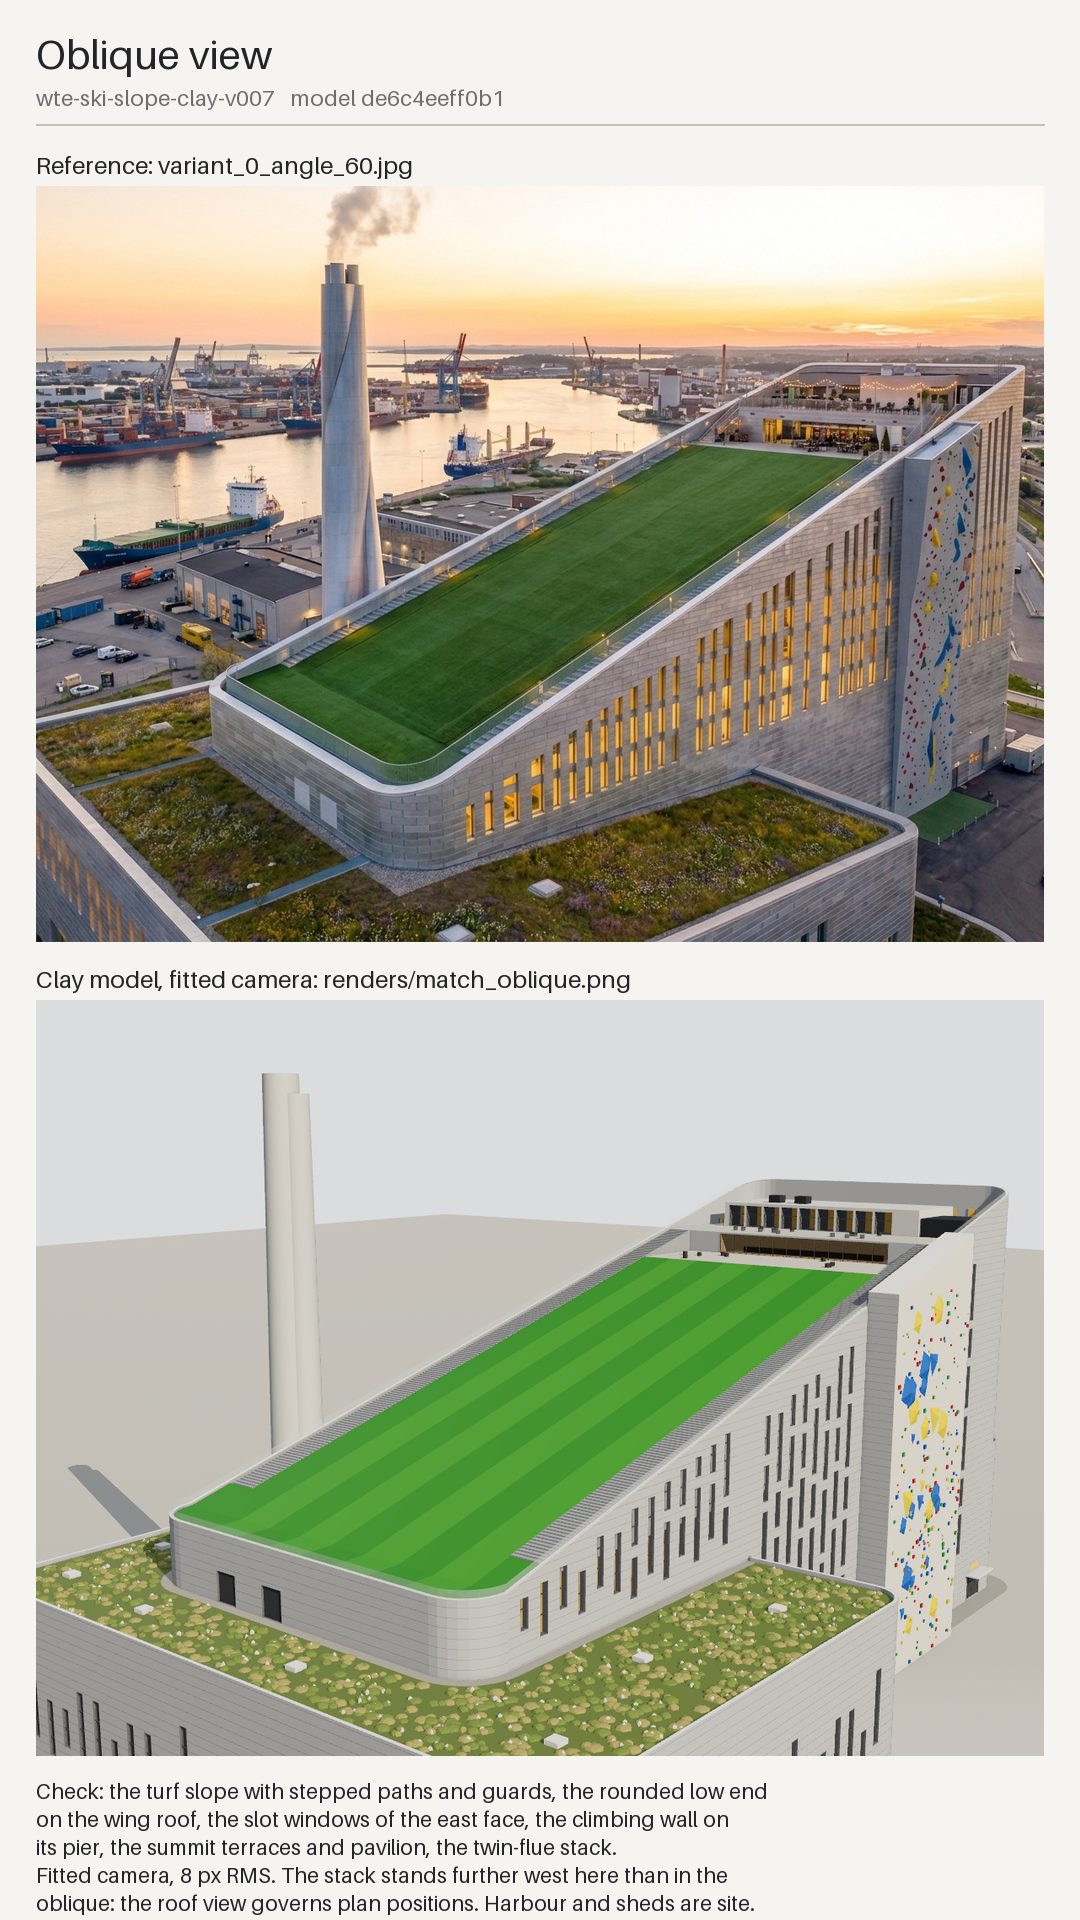 Oblique view
wte-ski-slope-clay-v007 model de6c4eeff0b1
Reference: variant_0_angle_60.jpg
Clay model, fitted camera: renders/match_oblique.png
Check: the turf slope with stepped paths and guards, the rounded low end
on the wing roof, the slot windows of the east face, the climbing wall on
its pier, the summit terraces and pavilion, the twin-flue stack.
Fitted camera, 8 px RMS. The stack stands further west here than in the
oblique: the roof view governs plan positions. Harbour and sheds are site.